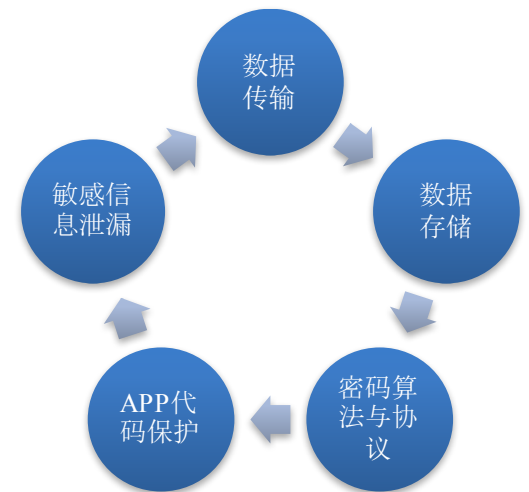 数据
传输
数据
存储
密码算
法与协
议
APP代
码保护
敏感信
息泄漏